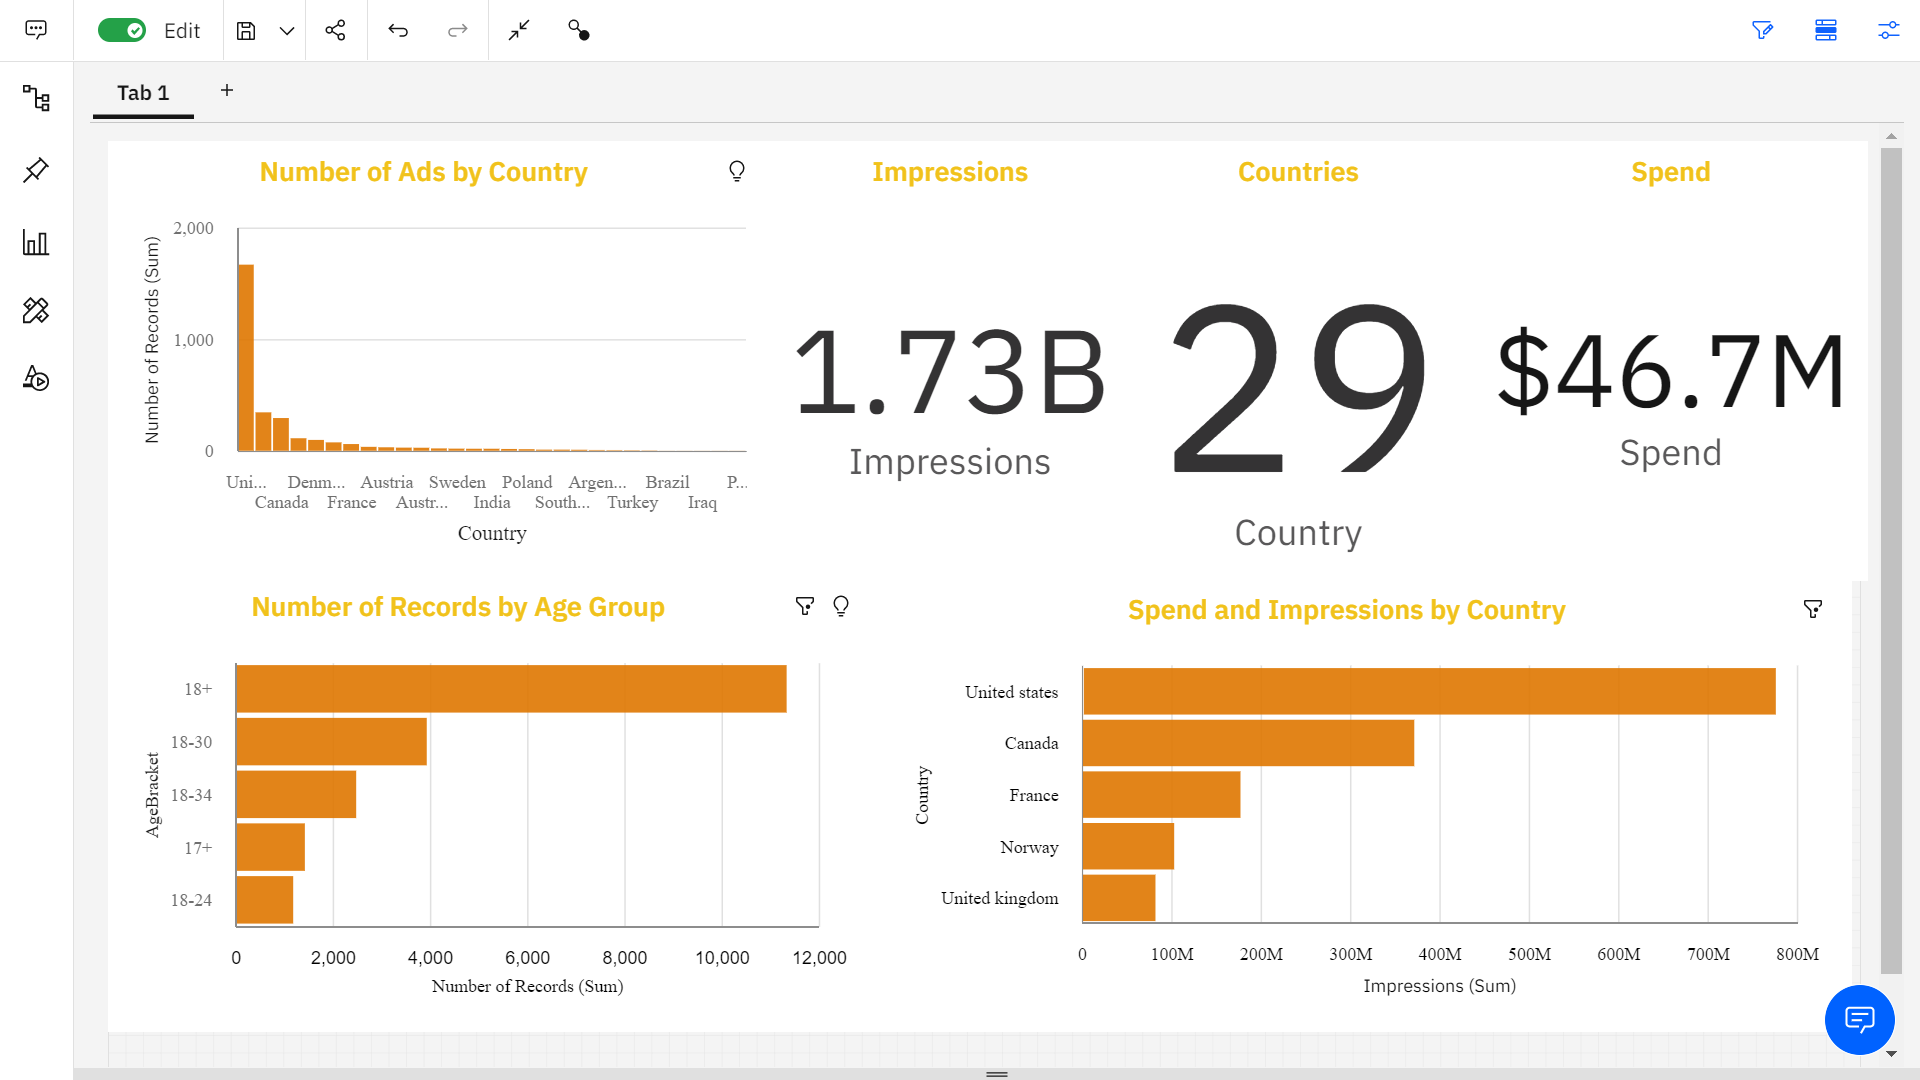 Edit
Tab 1
+
Number of Ads by Country
Number of Records (Sum)
2,000
1,000
0
Uni... Denm... Austria Sweden Poland Argen... Brazil P...
Canada France Austr... India South... Turkey Iraq
Country
Impressions
1.73B
Impressions
Countries
29
Country
Spend
$46.7M
Spend
Number of Records by Age Group
AgeBracket
18+
18-30
18-34
17+
18-24
0 2,000 4,000 6,000 8,000 10,000 12,000
Number of Records (Sum)
Spend and Impressions by Country
Country
United states
Canada
France
Norway
United kingdom
0 100M 200M 300M 400M 500M 600M 700M 800M
Impressions (Sum)